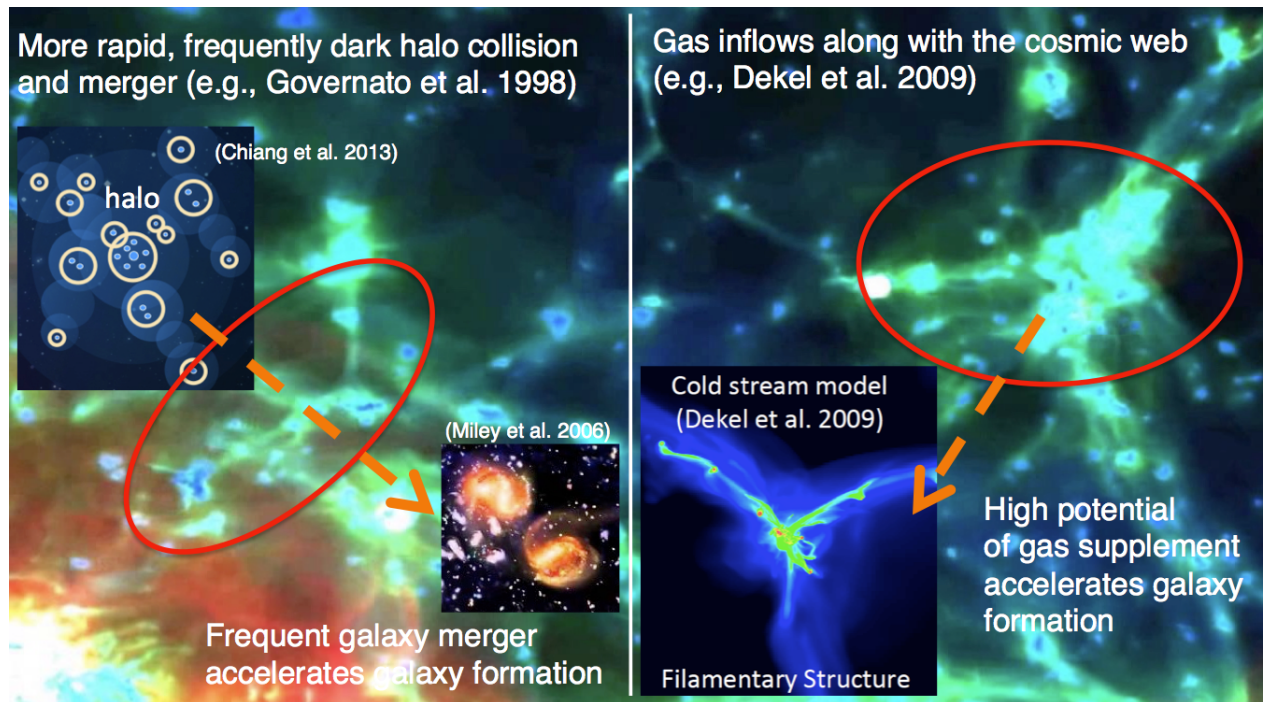 More rapid, frequently dark halo collision
and merger (e.g., Governato et al. 1998)
(Chiang et al. 2013)
halo
(Miley et al. 2006)
Frequent galaxy merger
accelerates galaxy formation
Gas inflows along with the cosmic web
(e.g., Dekel et al. 2009)
Cold stream model
(Dekel et al. 2009)
Filamentary Structure
High potential
of gas supplement
accelerates galaxy
formation